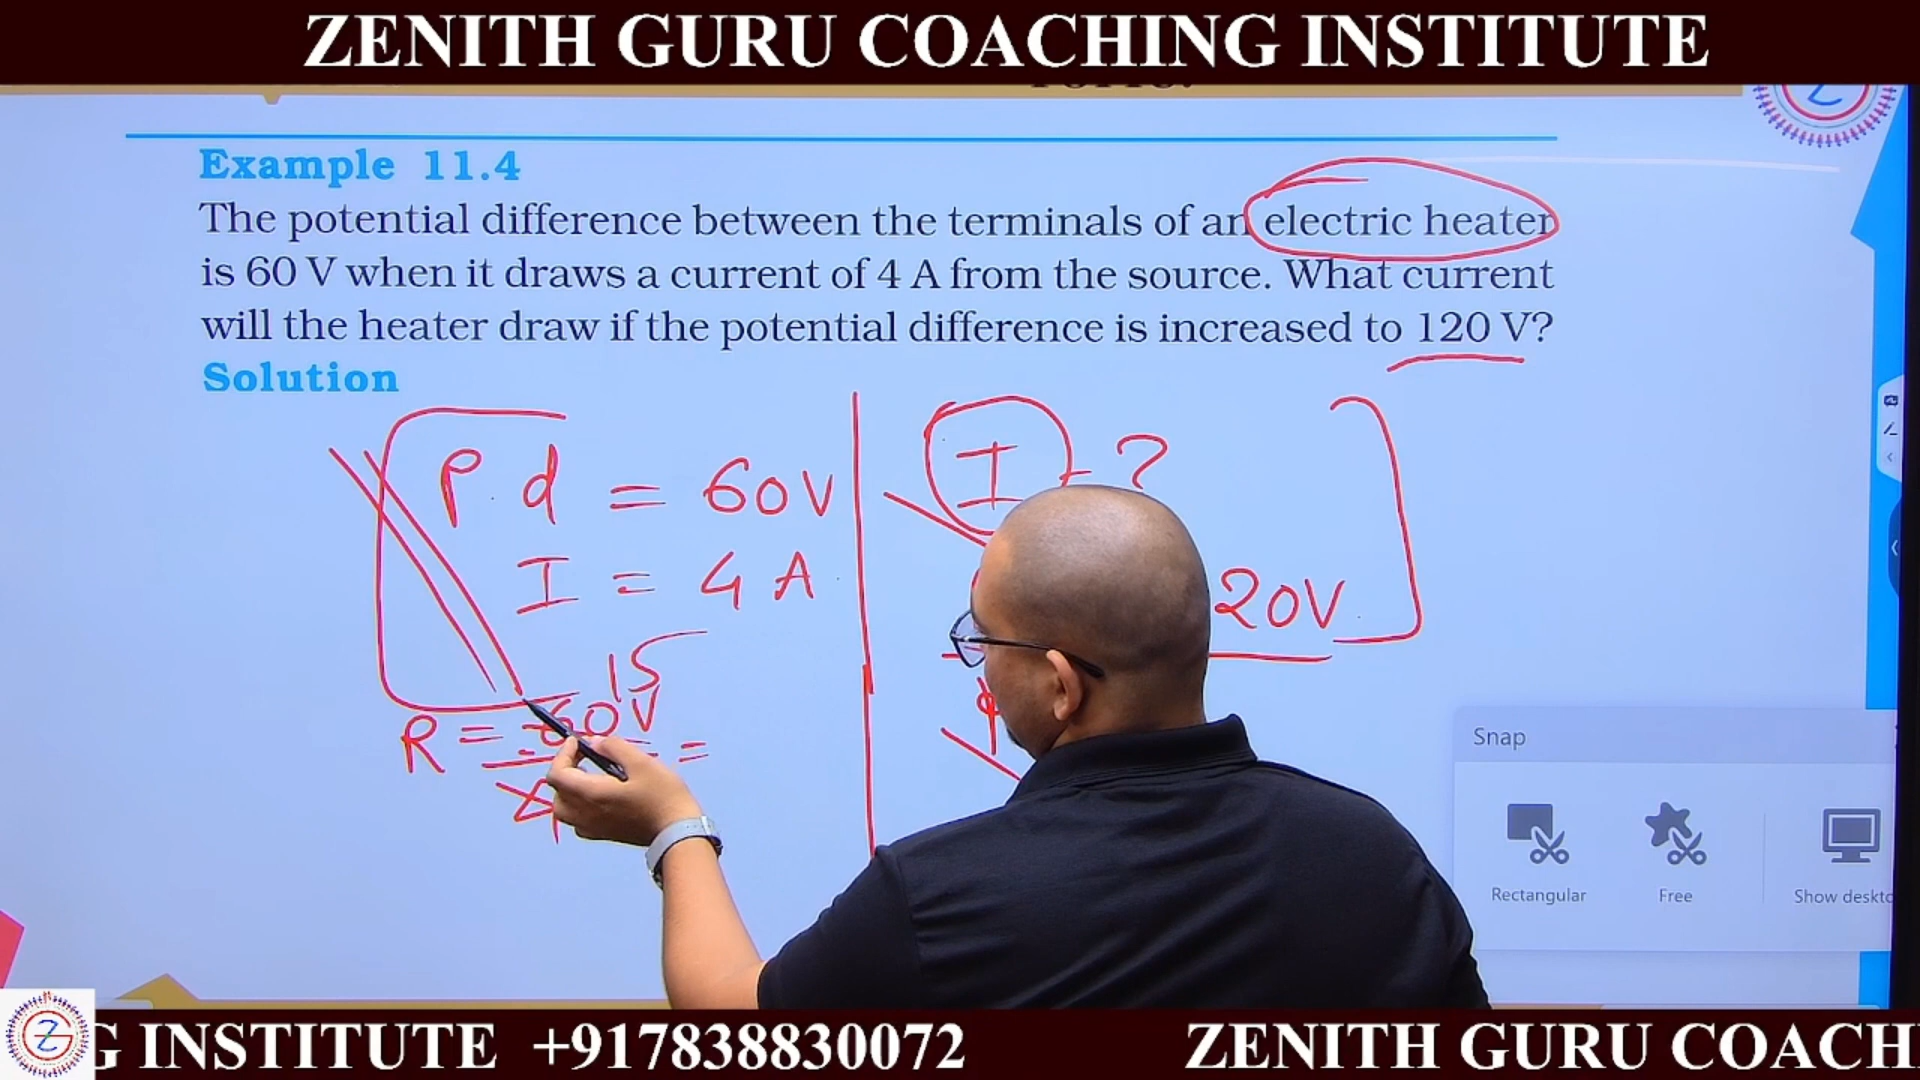 ZENITH GURU COACHING INSTITUTE
Example 11.4
The potential difference between the terminals of an electric heater
is 60 V when it draws a current of 4 A from the source. What current
will the heater draw if the potential difference is increased to 120 V?
Solution
P.d = 60V
I = 4 A
15
R = 60V =
4
I - ?
20V
Snap
Rectangular
Free
Show deskto
G INSTITUTE +917838830072 ZENITH GURU COACH